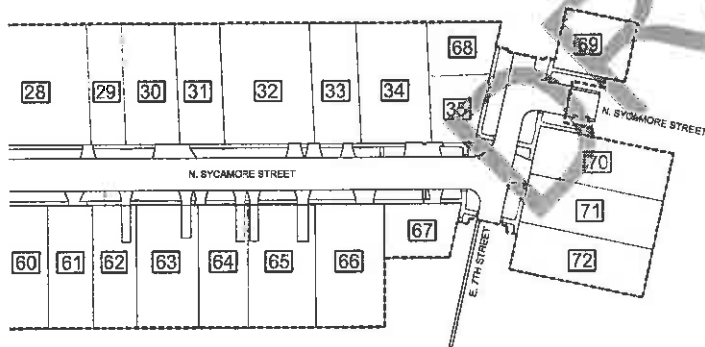 68
69
28 29 30 31 32 33 34 35
N. SYCAMORE STREET
N. SYCAMORE STREET
70
71
60 61 62 63 64 65 66 67
72
E. 7TH STREET